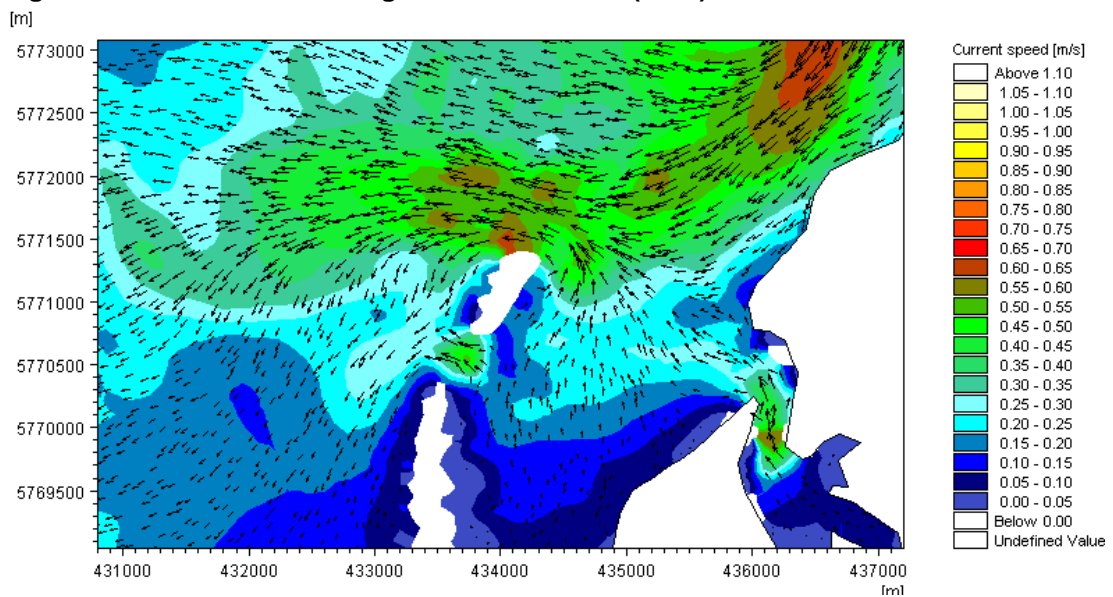 [m]
5773000
5772500
5772000
5771500
5771000
5770500
5770000
5769500
431000 432000 433000 434000 435000 436000 437000
[m]
Current speed [m/s]
Above 1.10
1.05 - 1.10
1.00 - 1.05
0.95 - 1.00
0.90 - 0.95
0.85 - 0.90
0.80 - 0.85
0.75 - 0.80
0.70 - 0.75
0.65 - 0.70
0.60 - 0.65
0.55 - 0.60
0.50 - 0.55
0.45 - 0.50
0.40 - 0.45
0.35 - 0.40
0.30 - 0.35
0.25 - 0.30
0.20 - 0.25
0.15 - 0.20
0.10 - 0.15
0.05 - 0.10
0.00 - 0.05
Below 0.00
Undefined Value